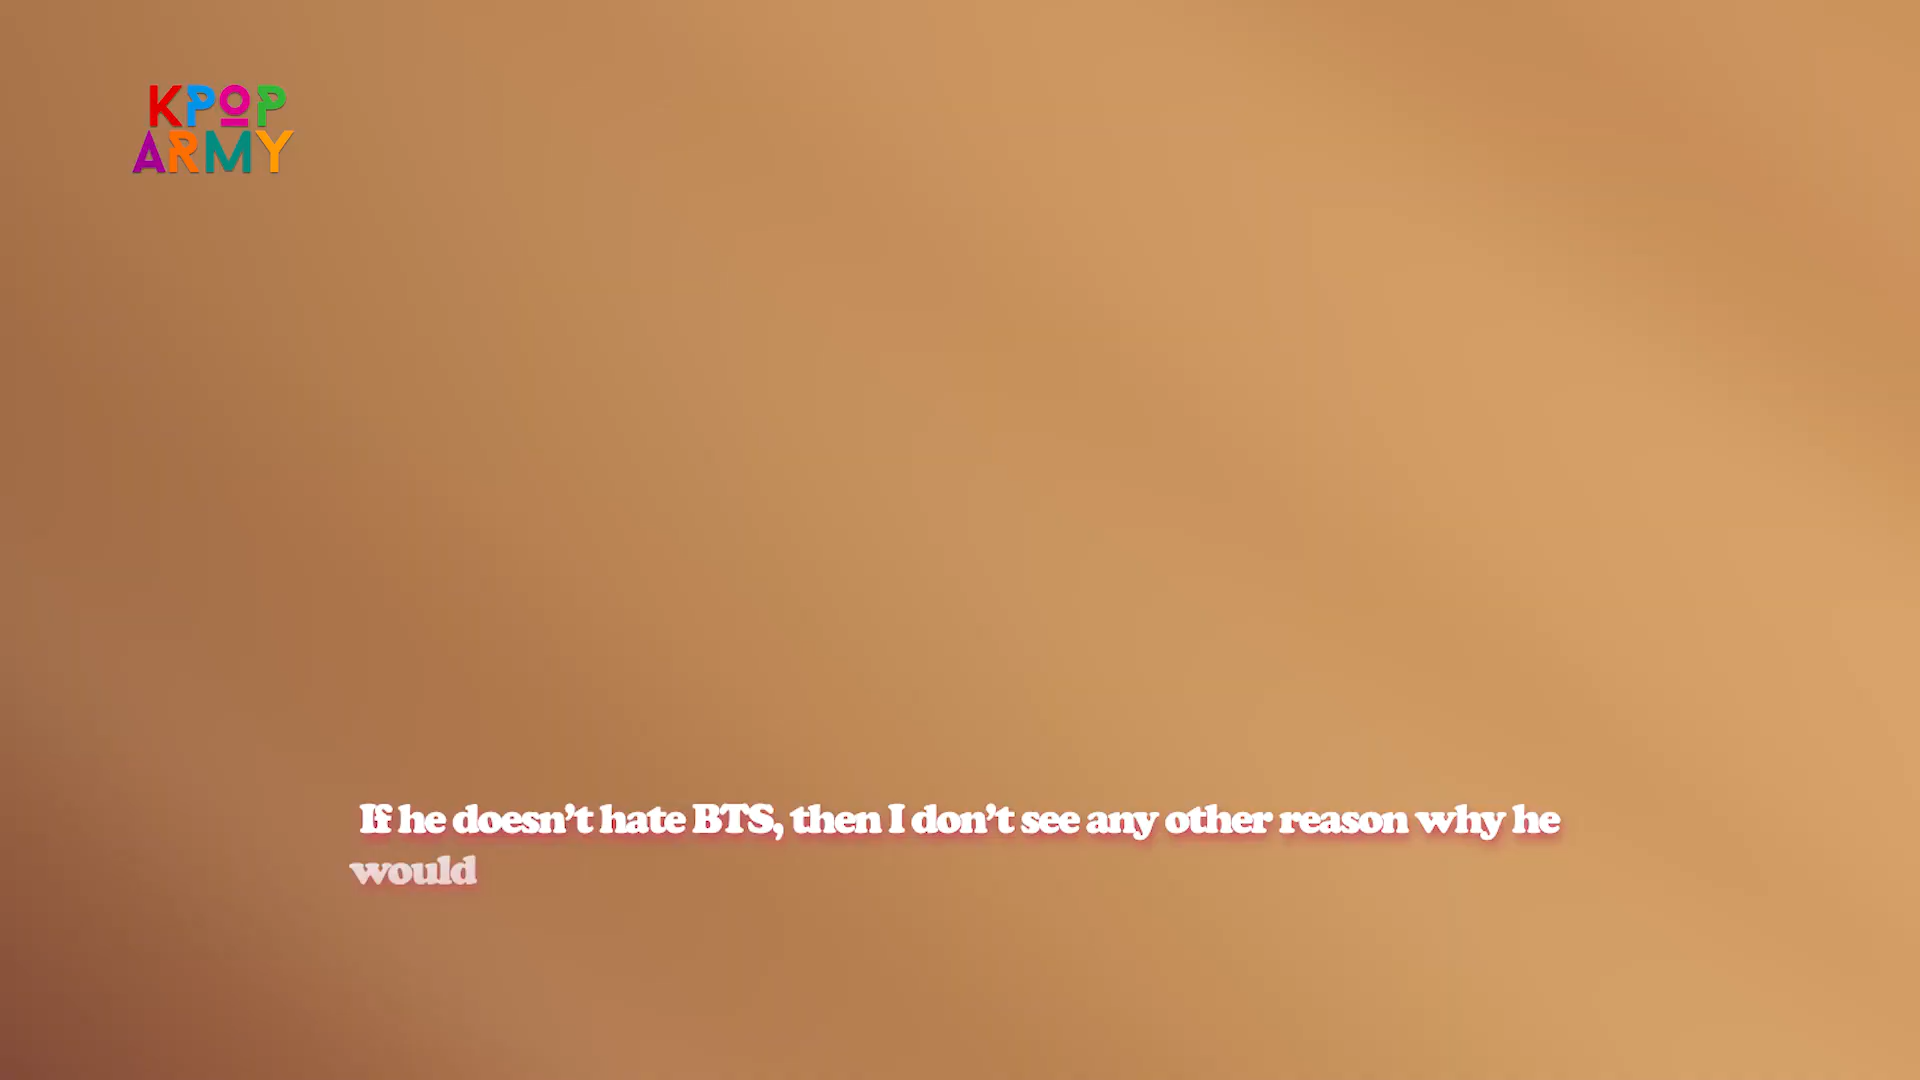 KPOP
ARMY
If he doesn't hate BTS, then I don't see any other reason why he
would